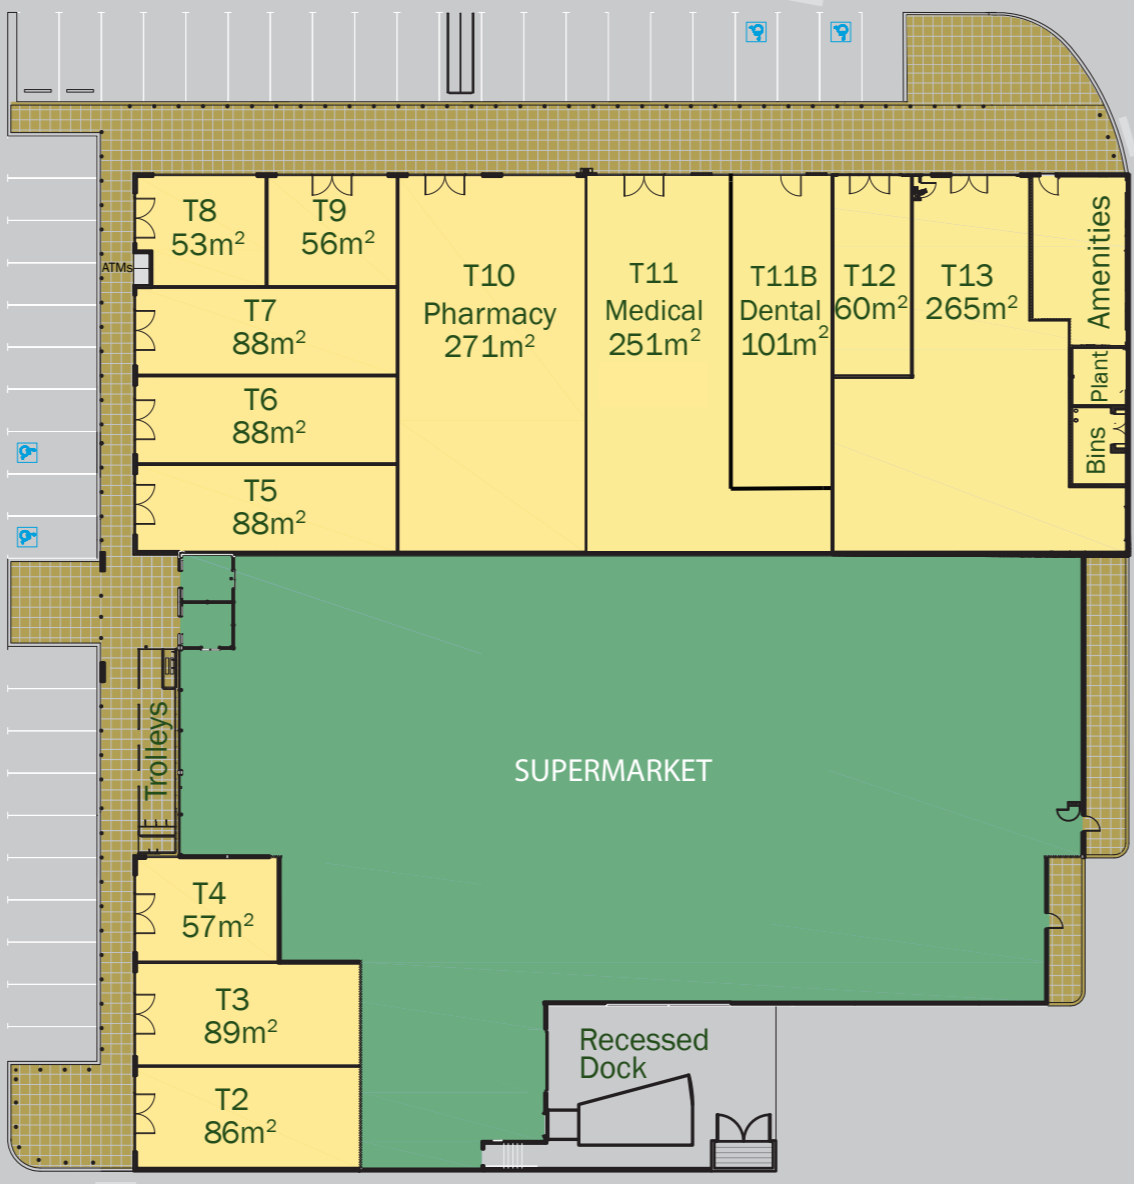 T8
53m²
T9
56m²
ATMs
T7
88m²
T6
88m²
T5
88m²
T10
Pharmacy
271m²
T11
Medical
251m²
T11B
Dental
101m²
T12
60m²
T13
265m²
Amenities
Plant
Bins
Trolleys
SUPERMARKET
T4
57m²
T3
89m²
T2
86m²
Recessed
Dock